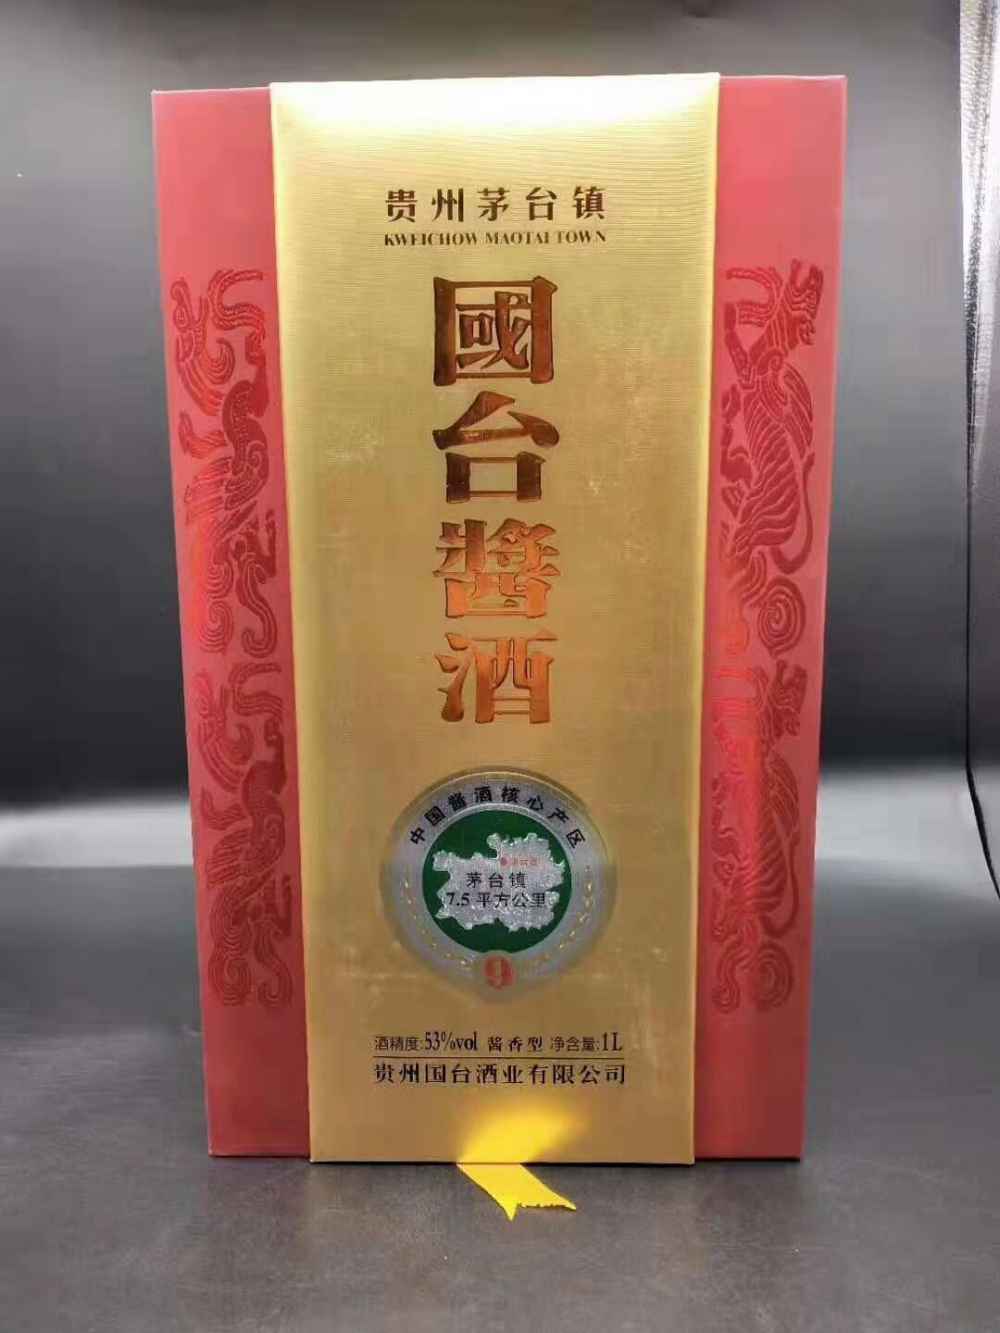 贵州茅台镇
KWEICHOW MAOTAI TOWN
國台醬酒
中国酱酒核心产区
茅台镇
7.5 平方公里
9
酒精度:53%vol 酱香型 净含量:1L
贵州国台酒业有限公司